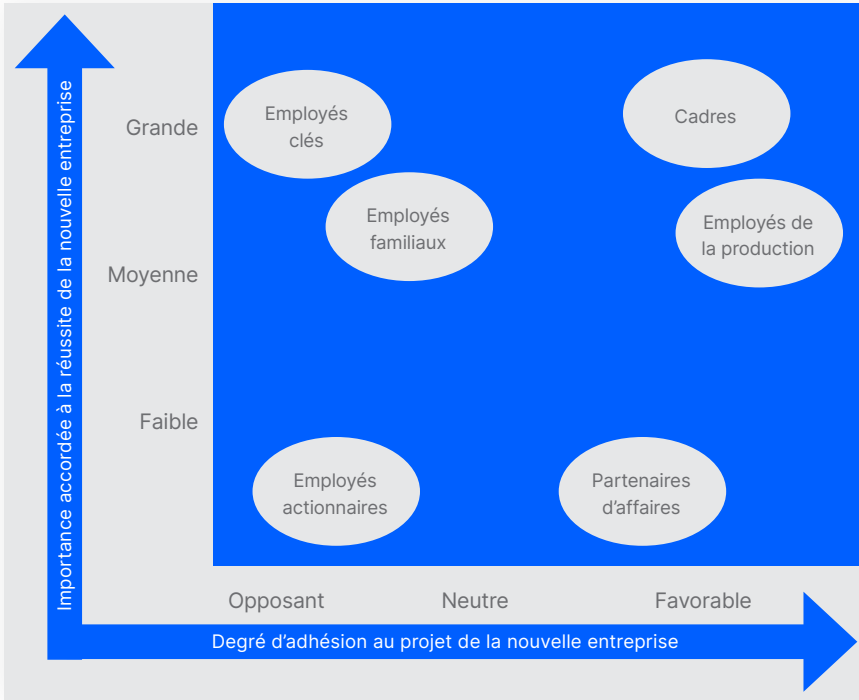 Importance accordée à la réussite de la nouvelle entreprise
Grande
Moyenne
Faible
Employés
clés
Cadres
Employés
familiaux
Employés de
la production
Employés
actionnaires
Partenaires
d’affaires
Opposant
Neutre
Favorable
Degré d’adhésion au projet de la nouvelle entreprise